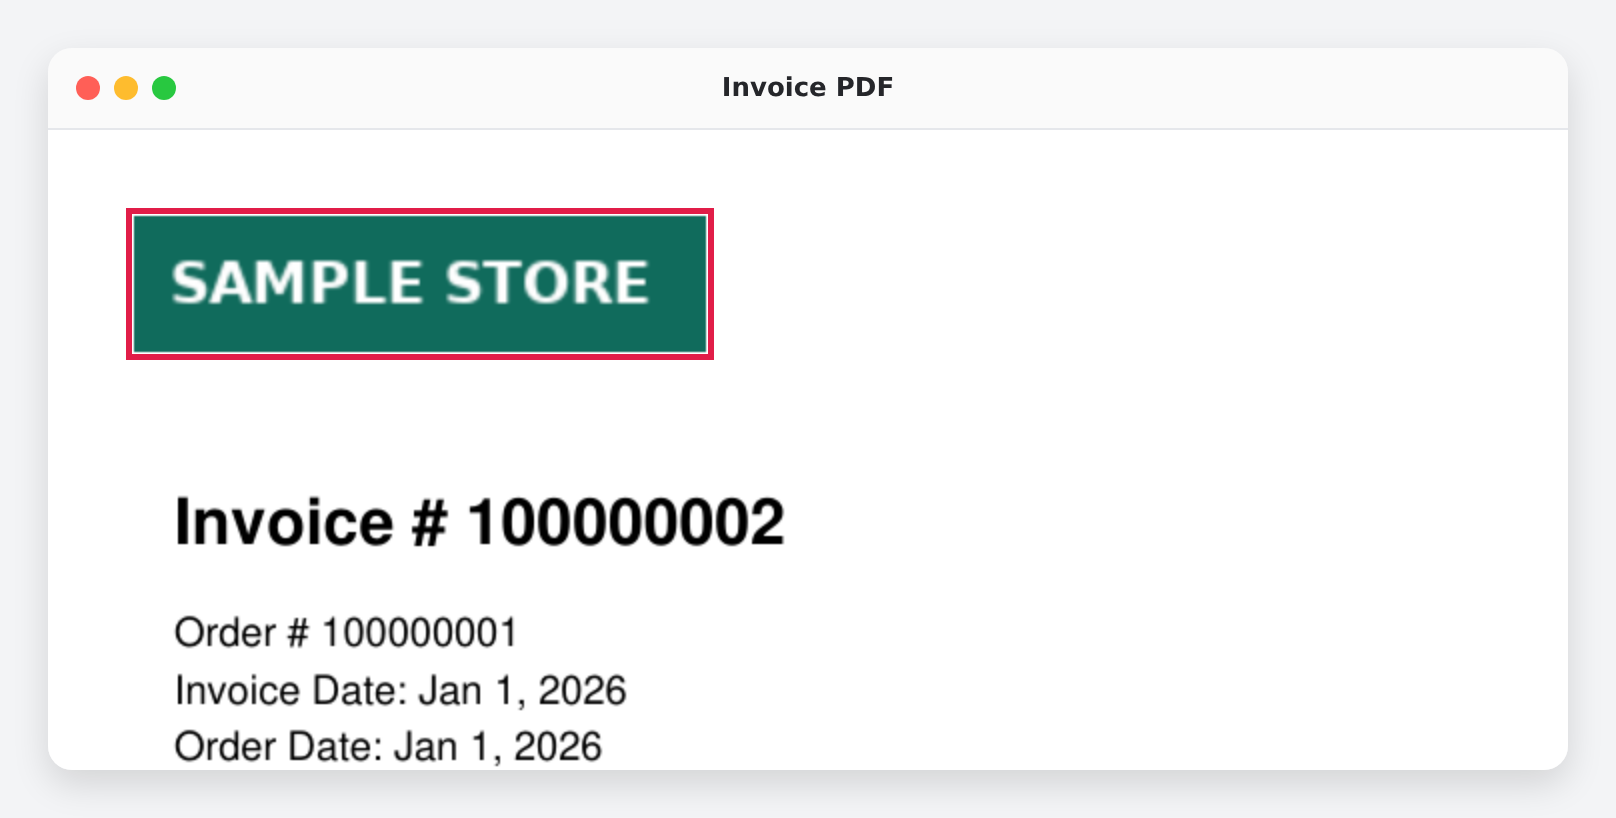 Invoice PDF
SAMPLE STORE
Invoice # 100000002
Order # 100000001
Invoice Date: Jan 1, 2026
Order Date: Jan 1, 2026